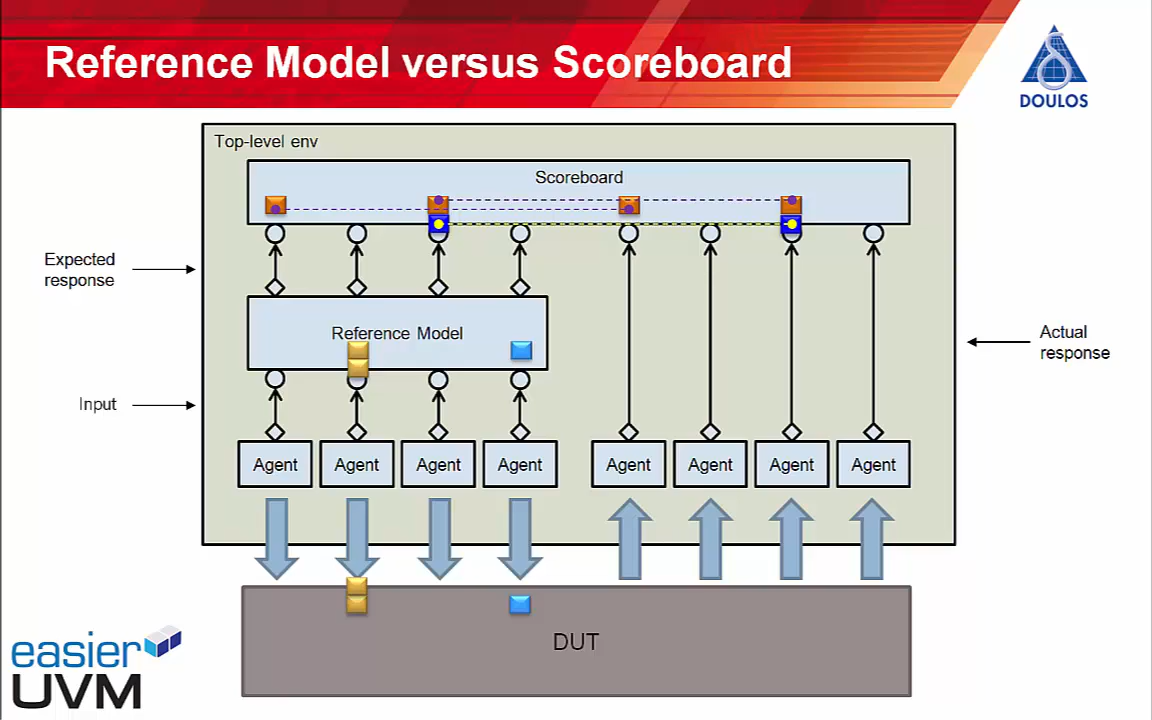 Reference Model versus Scoreboard
DOULOS
Top-level env
Scoreboard
Expected
response
Reference Model
Actual
response
Input
Agent
Agent
Agent
Agent
Agent
Agent
Agent
Agent
DUT
easier
UVM